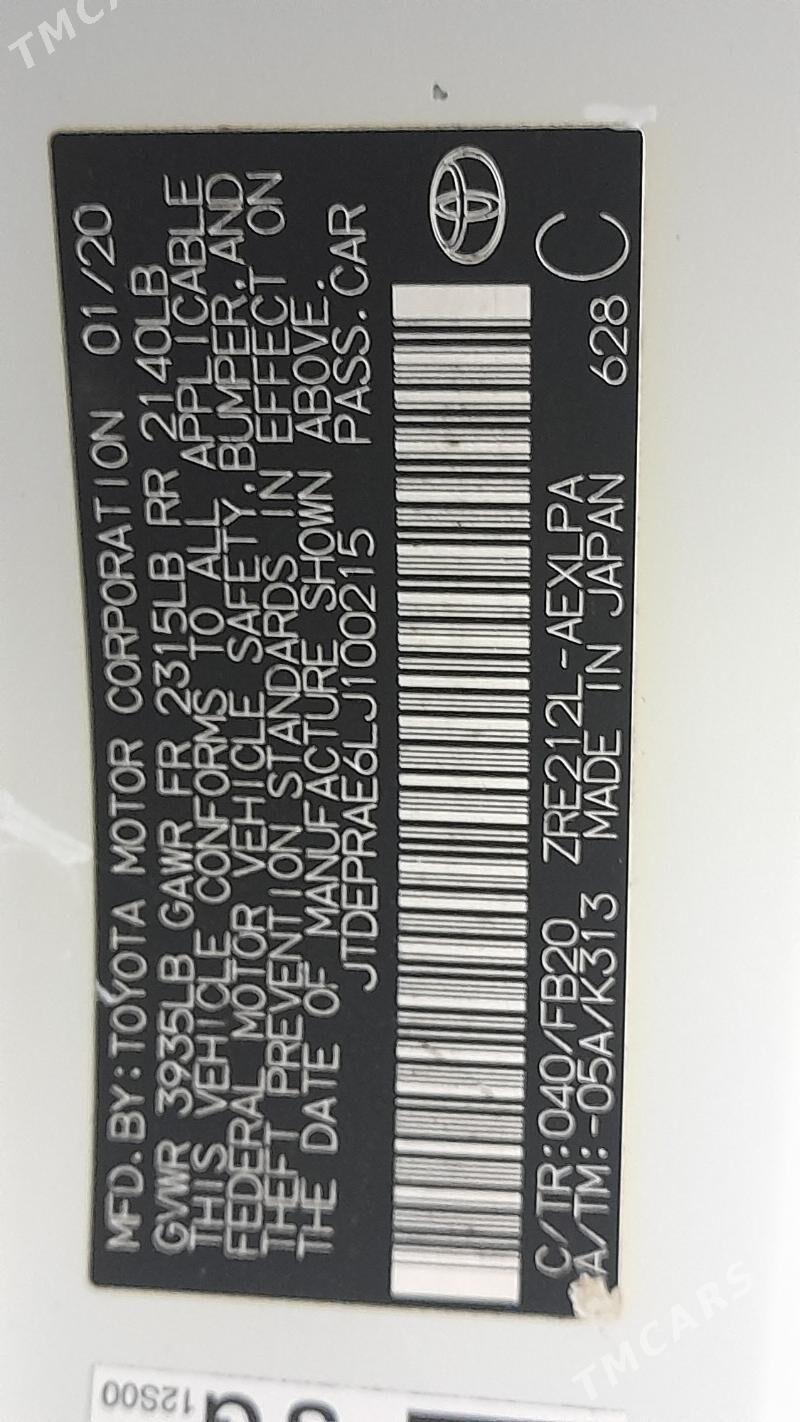 MFD. BY: TOYOTA MOTOR CORPORATION 01/20
GVWR 3935LB GAWR FR 2315LB RR 2140LB
THIS VEHICLE CONFORMS TO ALL APPLICABLE
FEDERAL MOTOR VEHICLE SAFETY, BUMPER, AND
THEFT PREVENTION STANDARDS IN EFFECT ON
THE DATE OF MANUFACTURE SHOWN ABOVE.
JTDEPRAE6LJ100215 PASS. CAR
C/TR: 040/FB20 ZRE212L-AEXLPA C
A/TM: -05A/K313 MADE IN JAPAN 628
12S00
TMCARS